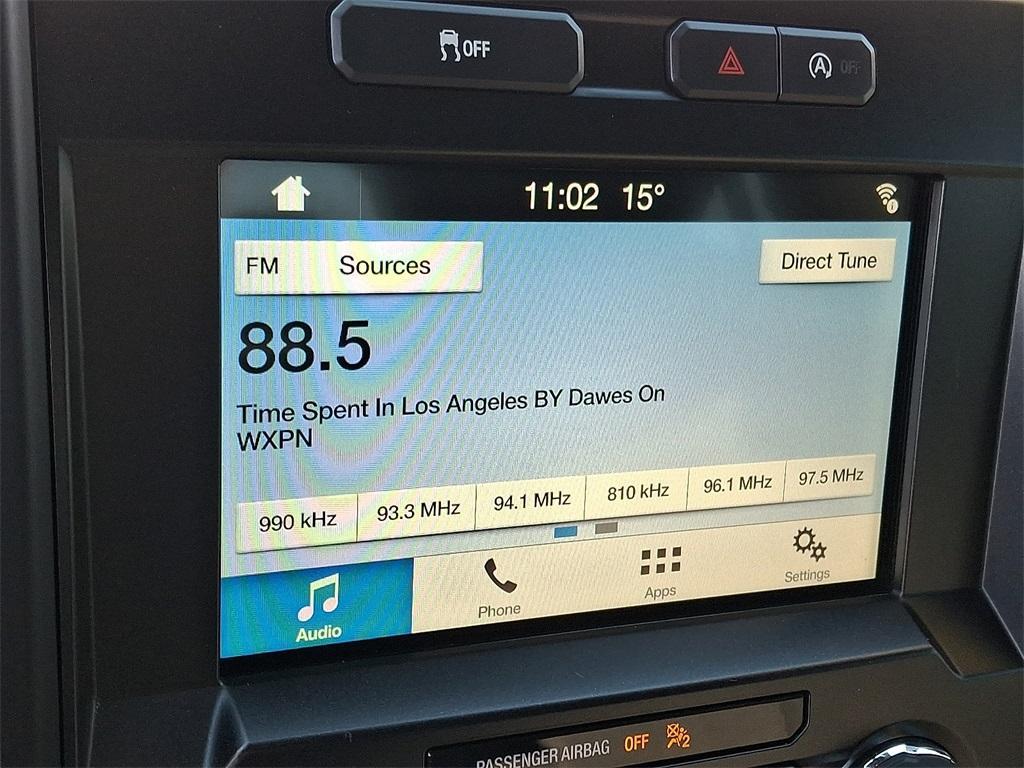 OFF
OFF
11:02 15°
FM Sources
Direct Tune
88.5
Time Spent In Los Angeles BY Dawes On
WXPN
990 kHz 93.3 MHz 94.1 MHz 810 kHz 96.1 MHz 97.5 MHz
Audio Phone Apps Settings
PASSENGER AIRBAG OFF 2